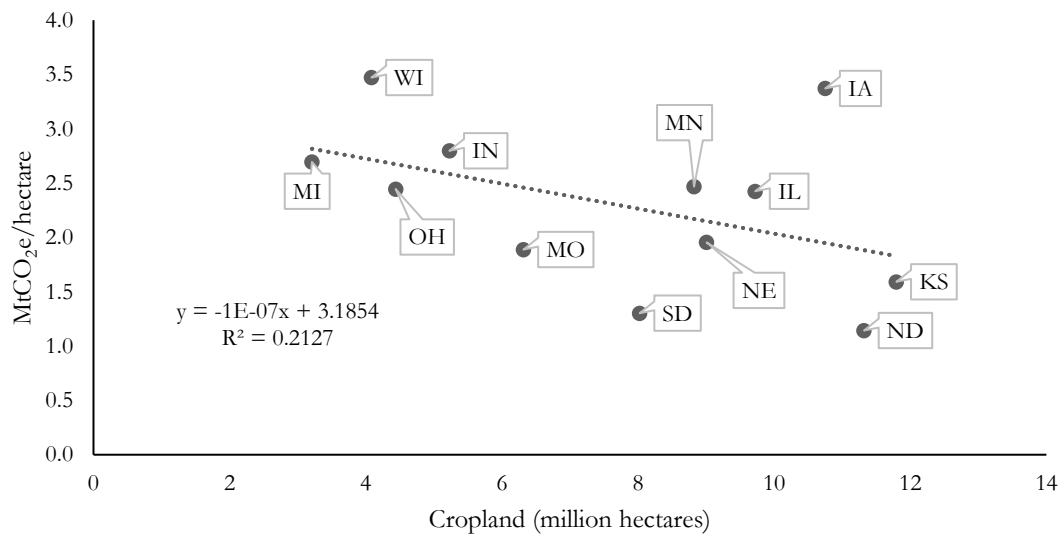 4.0
3.5
3.0
2.5
2.0
1.5
1.0
0.5
0.0
MtCO₂e/hectare
WI
IA
MN
IN
MI
IL
OH
MO
NE
KS
SD
ND
y = -1E-07x + 3.1854
R² = 0.2127
0 2 4 6 8 10 12 14
Cropland (million hectares)